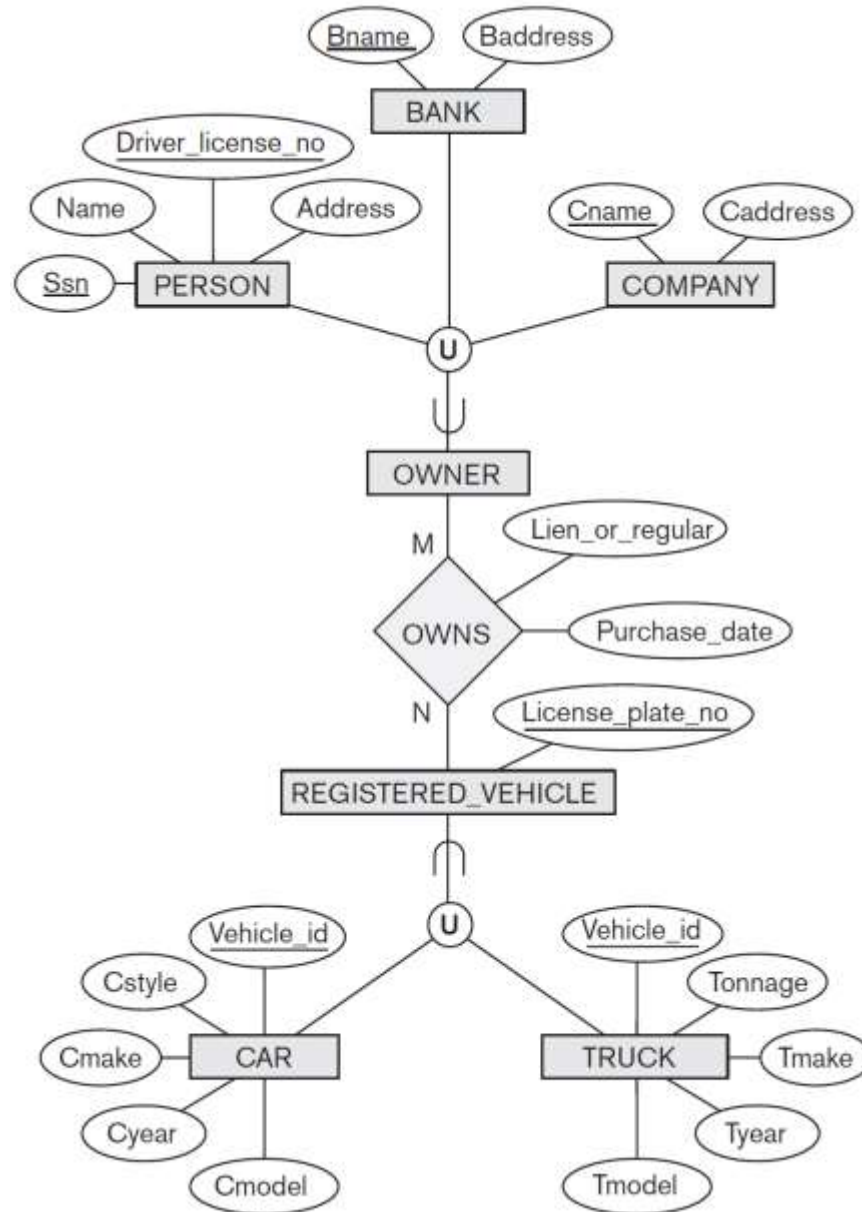 Bname
Baddress
BANK
Driver_license_no
Name
Address
Cname
Caddress
Ssn
PERSON
COMPANY
U
OWNER
M
Lien_or_regular
OWNS
Purchase_date
N
License_plate_no
REGISTERED_VEHICLE
U
Vehicle_id
Vehicle_id
Cstyle
Tonnage
Cmake
CAR
TRUCK
Tmake
Cyear
Tyear
Cmodel
Tmodel